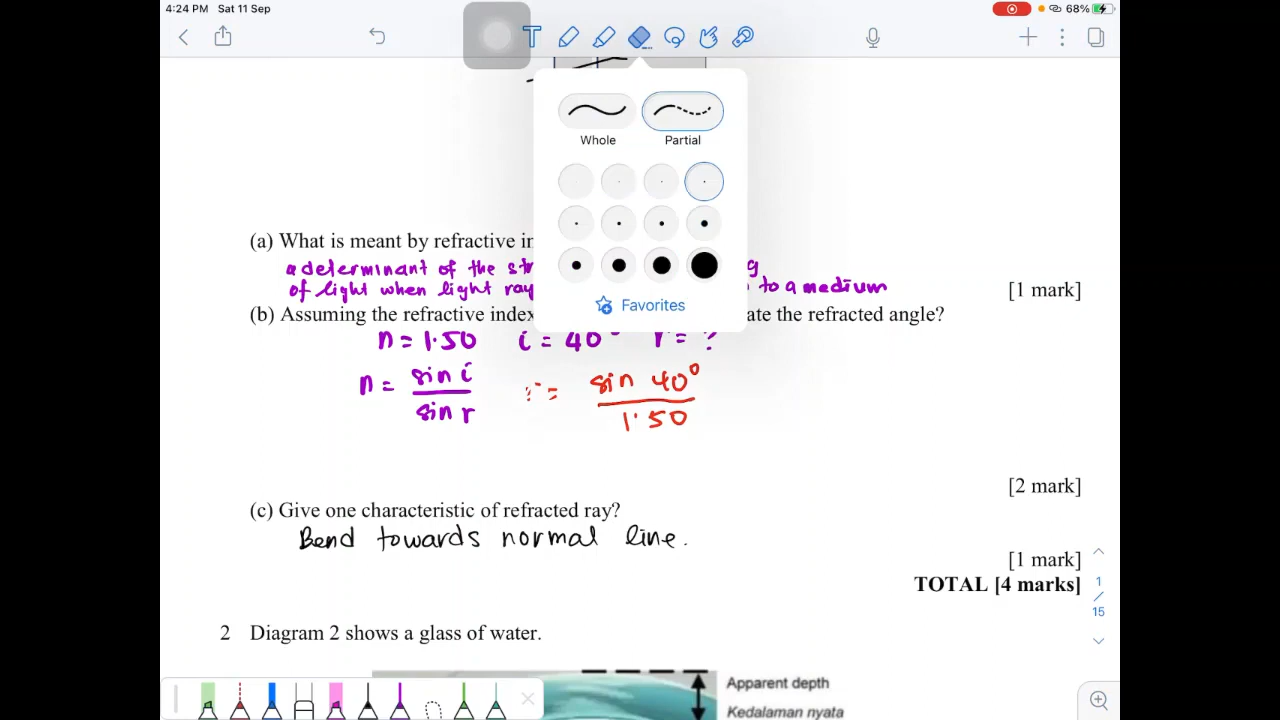 4:24 PM Sat 11 Sep
68%
T
Whole
Partial
Favorites
(a) What is meant by refractive in
a determinant of the str
g
of light when light ray
to a medium
[1 mark]
(b) Assuming the refractive index
ate the refracted angle?
n = 1.50 i = 40° r = ?
n = sin i
sin r
= sin 40°
1.50
[2 mark]
(c) Give one characteristic of refracted ray?
Bend towards normal line.
[1 mark]
TOTAL [4 marks]
1
/
15
2 Diagram 2 shows a glass of water.
Apparent depth
Kedalaman nyata